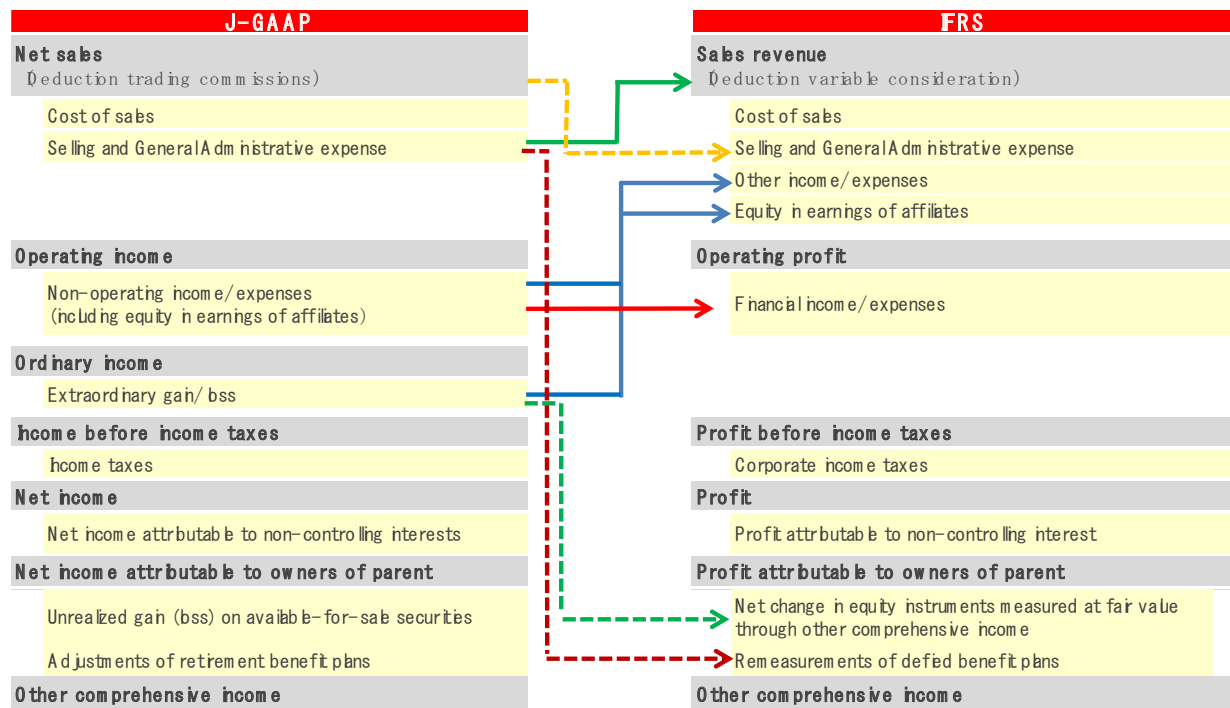 J-GAAP
Net sales
(Deduction trading commissions)
Cost of sales
Selling and General Administrative expense
Operating income
Non-operating income/expenses
(including equity in earnings of affiliates)
Ordinary income
Extraordinary gain/loss
Income before income taxes
Income taxes
Net income
Net income attributable to non-controlling interests
Net income attributable to owners of parent
Unrealized gain (loss) on available-for-sale securities
Adjustments of retirement benefit plans
Other comprehensive income
IFRS
Sales revenue
(Deduction variable consideration)
Cost of sales
Selling and General Administrative expense
Other income/expenses
Equity in earnings of affiliates
Operating profit
Financial income/expenses
Profit before income taxes
Corporate income taxes
Profit
Profit attributable to non-controlling interest
Profit attributable to owners of parent
Net change in equity instruments measured at fair value
through other comprehensive income
Remeasurements of defied benefit plans
Other comprehensive income